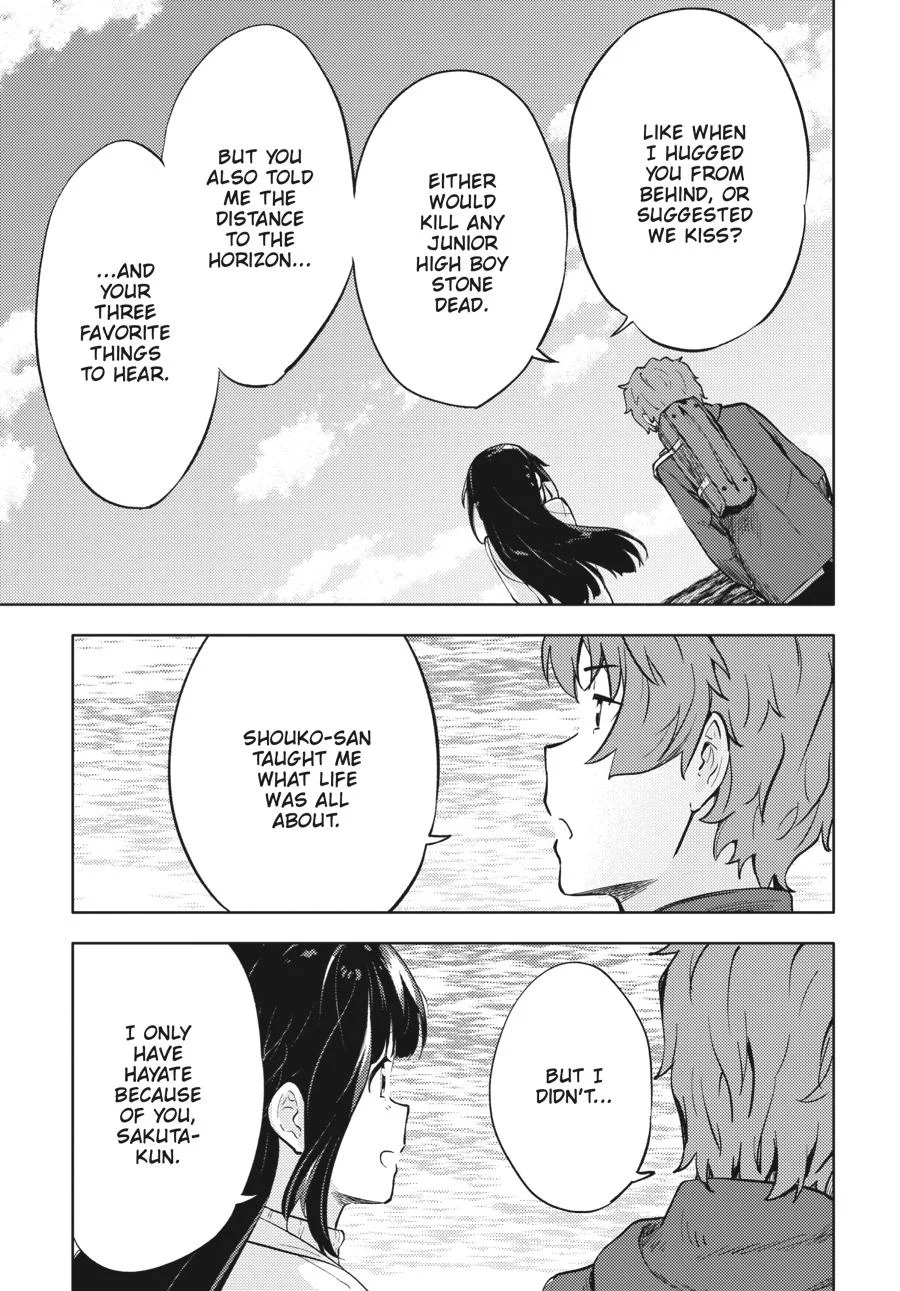 LIKE WHEN
I HUGGED
YOU FROM
BEHIND, OR
SUGGESTED
WE KISS?
EITHER
WOULD
KILL ANY
JUNIOR
HIGH BOY
STONE
DEAD.
BUT YOU
ALSO TOLD
ME THE
DISTANCE
TO THE
HORIZON...
...AND
YOUR
THREE
FAVORITE
THINGS
TO HEAR.
SHOUKO-SAN
TAUGHT ME
WHAT LIFE
WAS ALL
ABOUT.
BUT I
DIDN'T...
I ONLY
HAVE
HAYATE
BECAUSE
OF YOU,
SAKUTA-
KUN.